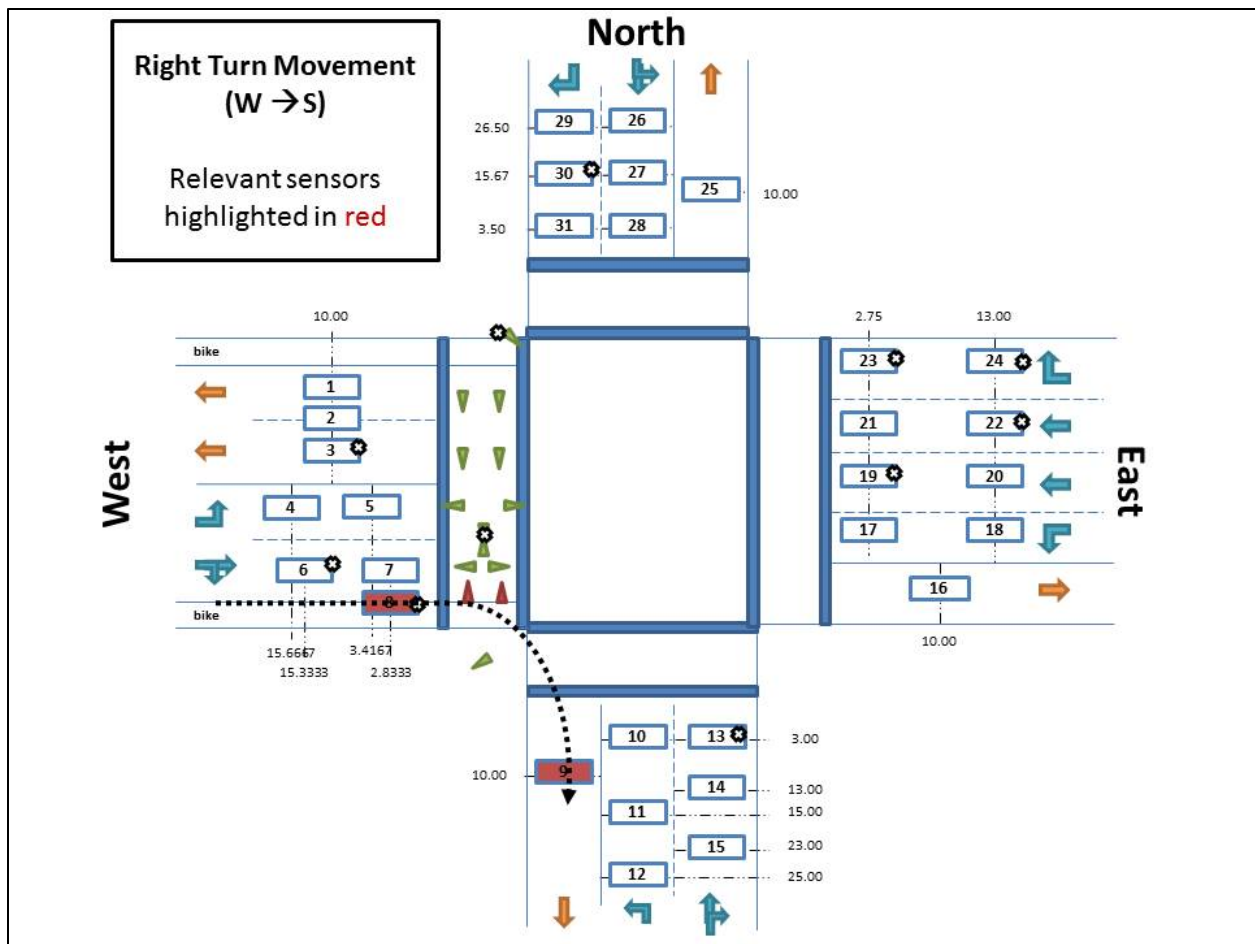 North
Right Turn Movement
(W →S)
Relevant sensors
highlighted in red
26.50 29 26
15.67 30 27
25 10.00
3.50 31 28
10.00 2.75 13.00
bike
1 23 24
2
3 21 22
West
East
4 5 19 20
6 7 17 18
8 16
bike
15.6667 3.4167 10.00
15.3333 2.8333
10 13 3.00
10.00 9
14 13.00
11 15.00
15 23.00
12 25.00